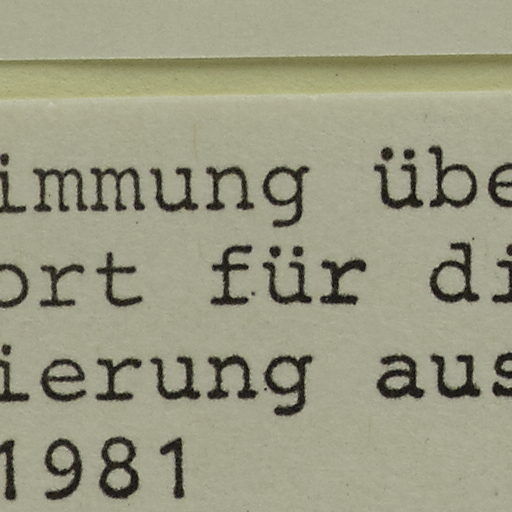 immung übe
ort für di
ierung aus
1981